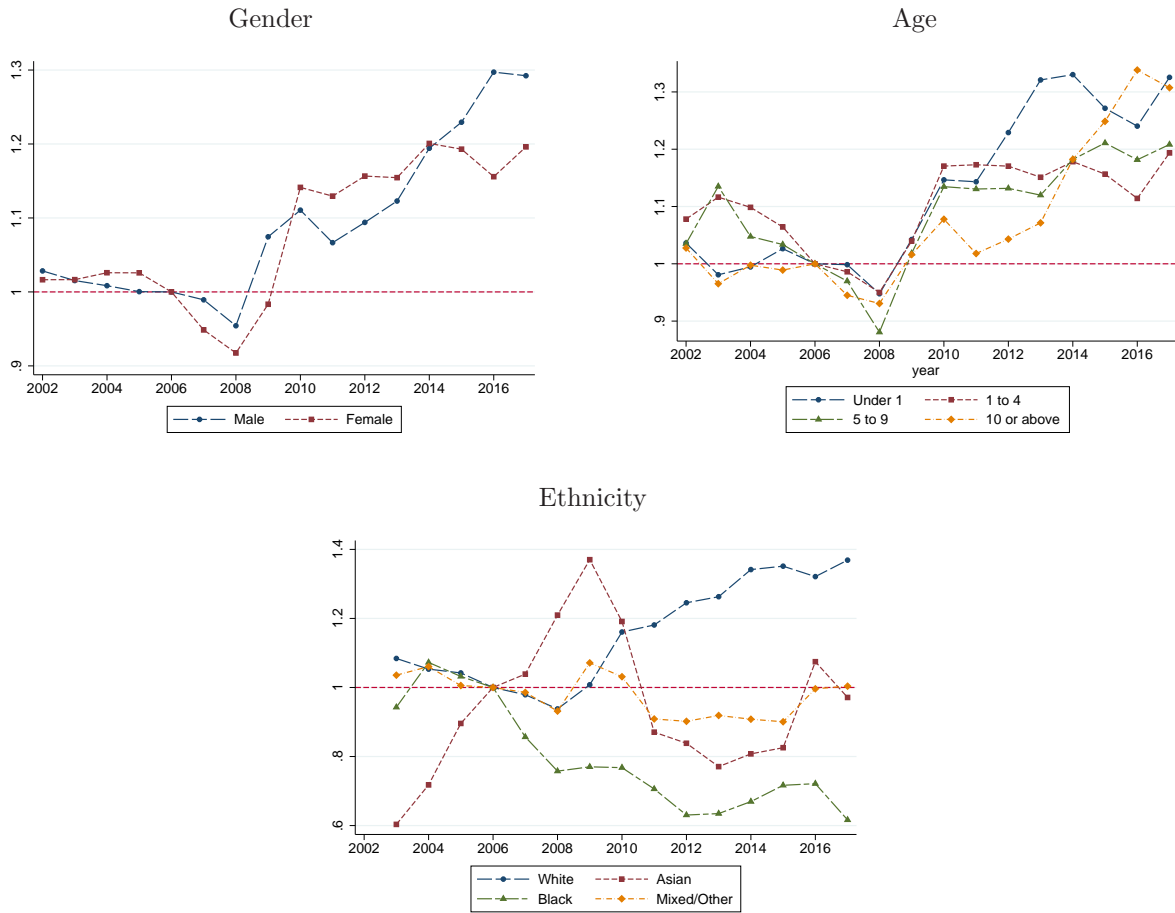 Gender
Age
1.3
1.2
1.1
1
.9
2002 2004 2006 2008 2010 2012 2014 2016
Male Female
1.3
1.2
1.1
1
.9
2002 2004 2006 2008 2010 2012 2014 2016
year
Under 1 1 to 4
5 to 9 10 or above
Ethnicity
1.4
1.2
1
.8
.6
2002 2004 2006 2008 2010 2012 2014 2016
White Asian
Black Mixed/Other